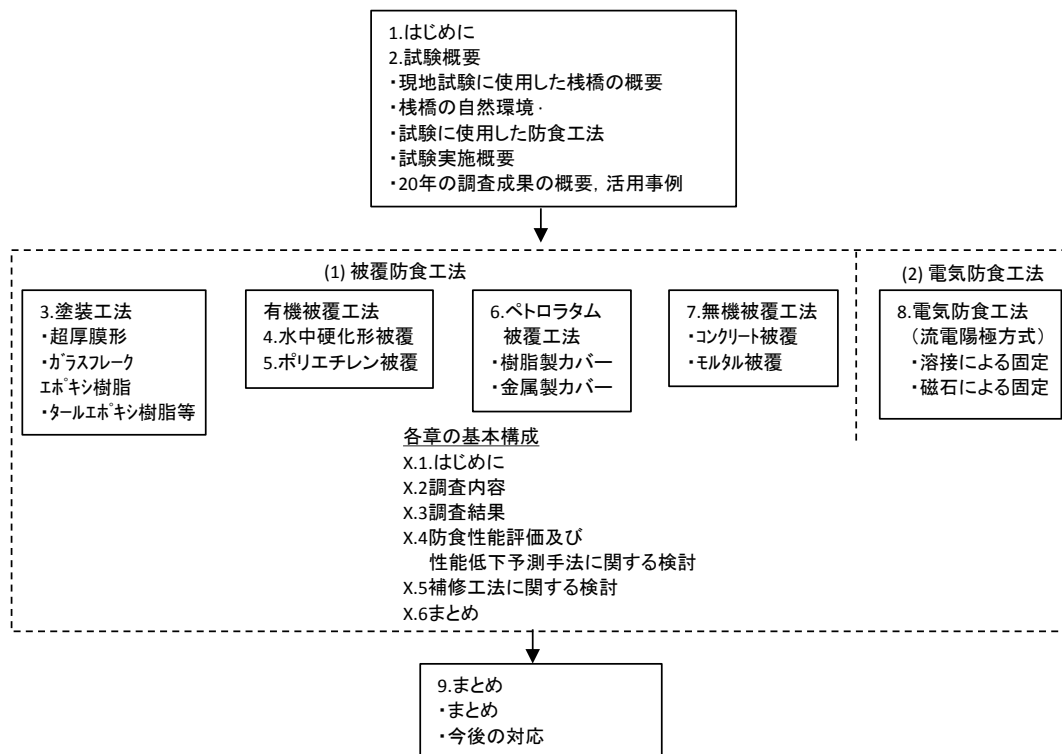 1.はじめに
2.試験概要
・現地試験に使用した桟橋の概要
・桟橋の自然環境·
・試験に使用した防食工法
・試験実施概要
・20年の調査成果の概要，活用事例
(1) 被覆防食工法
(2) 電気防食工法
3.塗装工法
・超厚膜形
・ｶﾞﾗｽﾌﾚｰｸ
ｴﾎﾟｷｼ樹脂
・ﾀｰﾙｴﾎﾟｷｼ樹脂等
有機被覆工法
4.水中硬化形被覆
5.ポリエチレン被覆
6.ペトロラタム
被覆工法
・樹脂製カバー
・金属製カバー
7.無機被覆工法
・ｺﾝｸﾘｰﾄ被覆
・ﾓﾙﾀﾙ被覆
8.電気防食工法
（流電陽極方式）
・溶接による固定
・磁石による固定
各章の基本構成
X.1.はじめに
X.2調査内容
X.3調査結果
X.4防食性能評価及び
性能低下予測手法に関する検討
X.5補修工法に関する検討
X.6まとめ
9.まとめ
・まとめ
・今後の対応